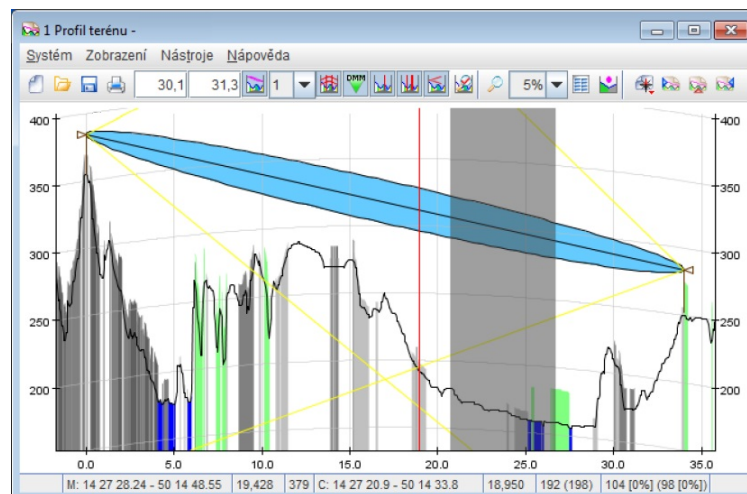 1 Profil terénu -
Systém Zobrazení Nástroje Nápověda
30,1 31,3 1 DMM 5%
400 400
350 350
300 300
250 250
200 200
0.0 5.0 10.0 15.0 20.0 25.0 30.0 35.0
M: 14 27 28.24 - 50 14 48.55 19,428 379 C: 14 27 20.9 - 50 14 33.8 18,950 192 (198) 104 [0%] (98 [0%])